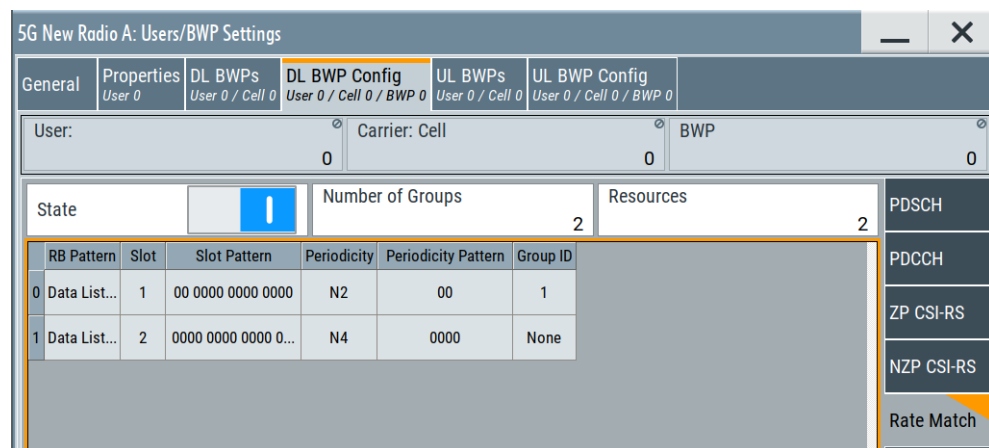 5G New Radio A: Users/BWP Settings
General
Properties
User 0
DL BWPs
User 0 / Cell 0
DL BWP Config
User 0 / Cell 0 / BWP 0
UL BWPs
User 0 / Cell 0
UL BWP Config
User 0 / Cell 0 / BWP 0
User:
0
Carrier: Cell
0
BWP
0
State
Number of Groups
2
Resources
2
RB Pattern Slot Slot Pattern Periodicity Periodicity Pattern Group ID
0 Data List... 1 00 0000 0000 0000 N2 00 1
1 Data List... 2 0000 0000 0000 0... N4 0000 None
PDSCH
PDCCH
ZP CSI-RS
NZP CSI-RS
Rate Match